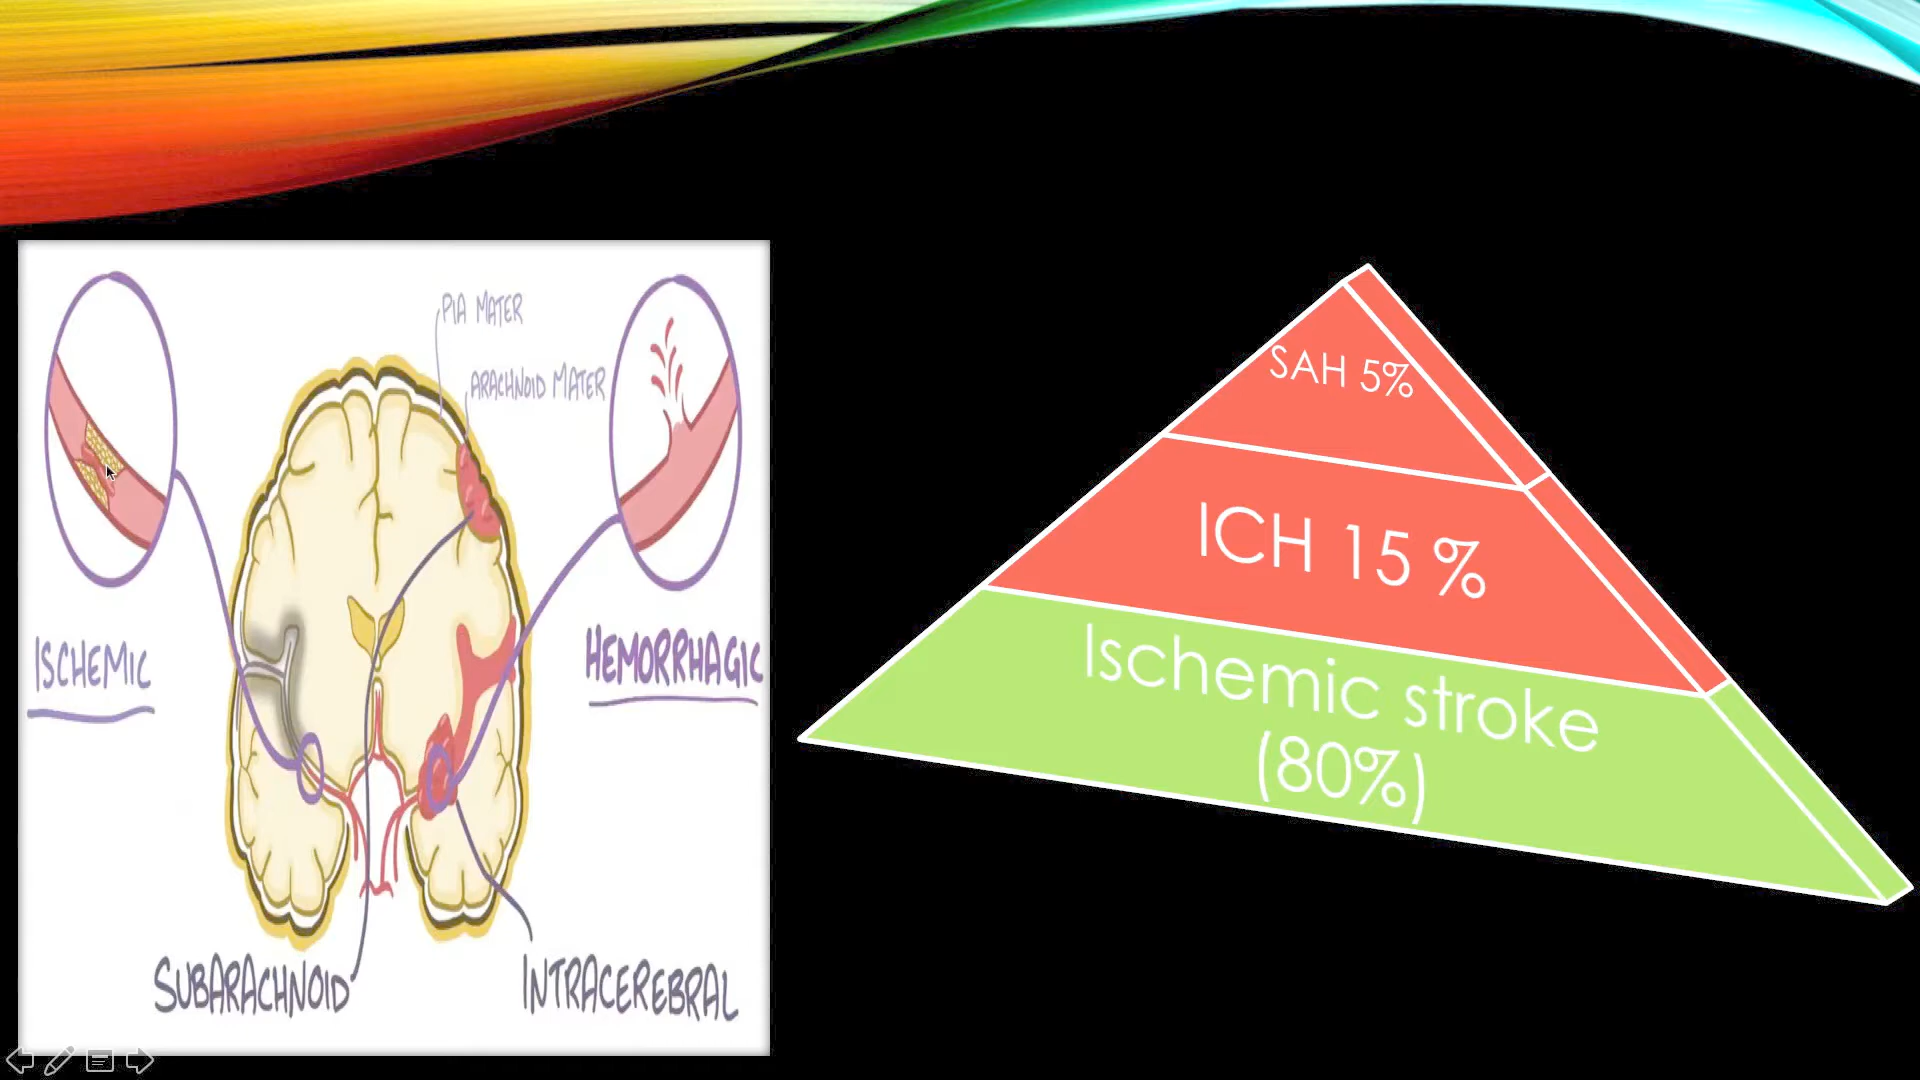 PIA MATER
ARACHNOID MATER
ISCHEMIC
HEMORRHAGIC
SUBARACHNOID
INTRACEREBRAL
SAH 5%
ICH 15 %
Ischemic stroke
(80%)